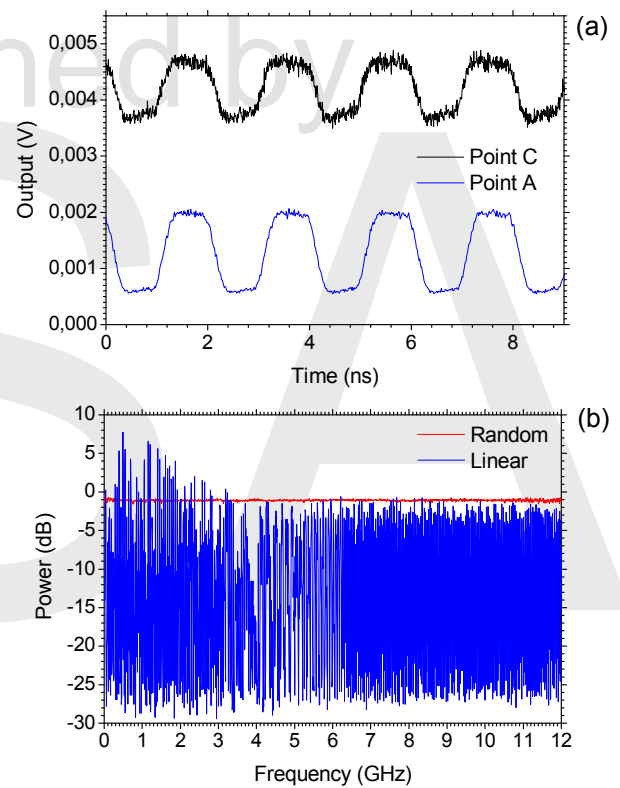 (a)
0,005
0,004
0,003
0,002
0,001
0,000
Output (V)
Point C
Point A
0 2 4 6 8
Time (ns)
(b)
10
5
0
-5
-10
-15
-20
-25
-30
Power (dB)
Random
Linear
0 1 2 3 4 5 6 7 8 9 10 11 12
Frequency (GHz)